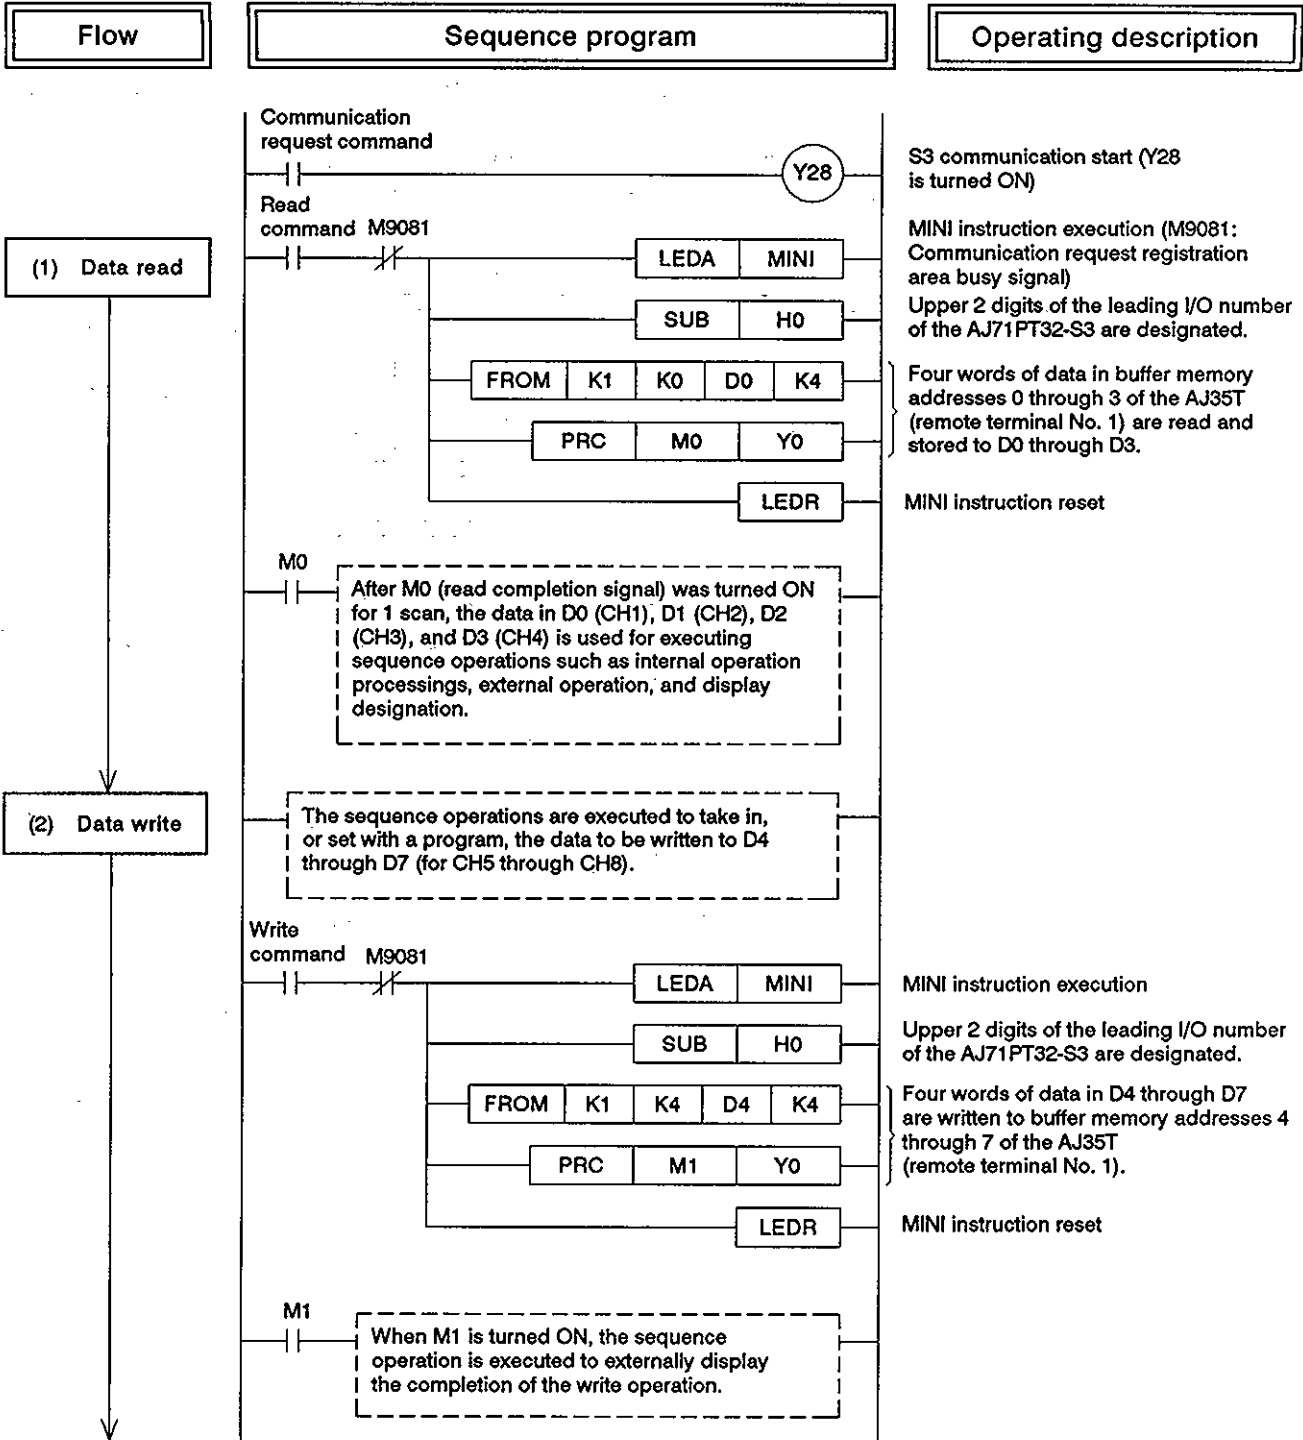 Flow
Sequence program
Operating description
Communication
request command
Y28
S3 communication start (Y28
is turned ON)
Read
command M9081
(1) Data read
LEDA MINI
MINI instruction execution (M9081:
Communication request registration
area busy signal)
SUB H0
Upper 2 digits of the leading I/O number
of the AJ71PT32-S3 are designated.
FROM K1 K0 D0 K4
PRC M0 Y0
Four words of data in buffer memory
addresses 0 through 3 of the AJ35T
(remote terminal No. 1) are read and
stored to D0 through D3.
LEDR
MINI instruction reset
M0
After M0 (read completion signal) was turned ON
for 1 scan, the data in D0 (CH1), D1 (CH2), D2
(CH3), and D3 (CH4) is used for executing
sequence operations such as internal operation
processings, external operation, and display
designation.
(2) Data write
The sequence operations are executed to take in,
or set with a program, the data to be written to D4
through D7 (for CH5 through CH8).
Write
command M9081
LEDA MINI
MINI instruction execution
SUB H0
Upper 2 digits of the leading I/O number
of the AJ71PT32-S3 are designated.
FROM K1 K4 D4 K4
PRC M1 Y0
Four words of data in D4 through D7
are written to buffer memory addresses 4
through 7 of the AJ35T
(remote terminal No. 1).
LEDR
MINI instruction reset
M1
When M1 is turned ON, the sequence
operation is executed to externally display
the completion of the write operation.